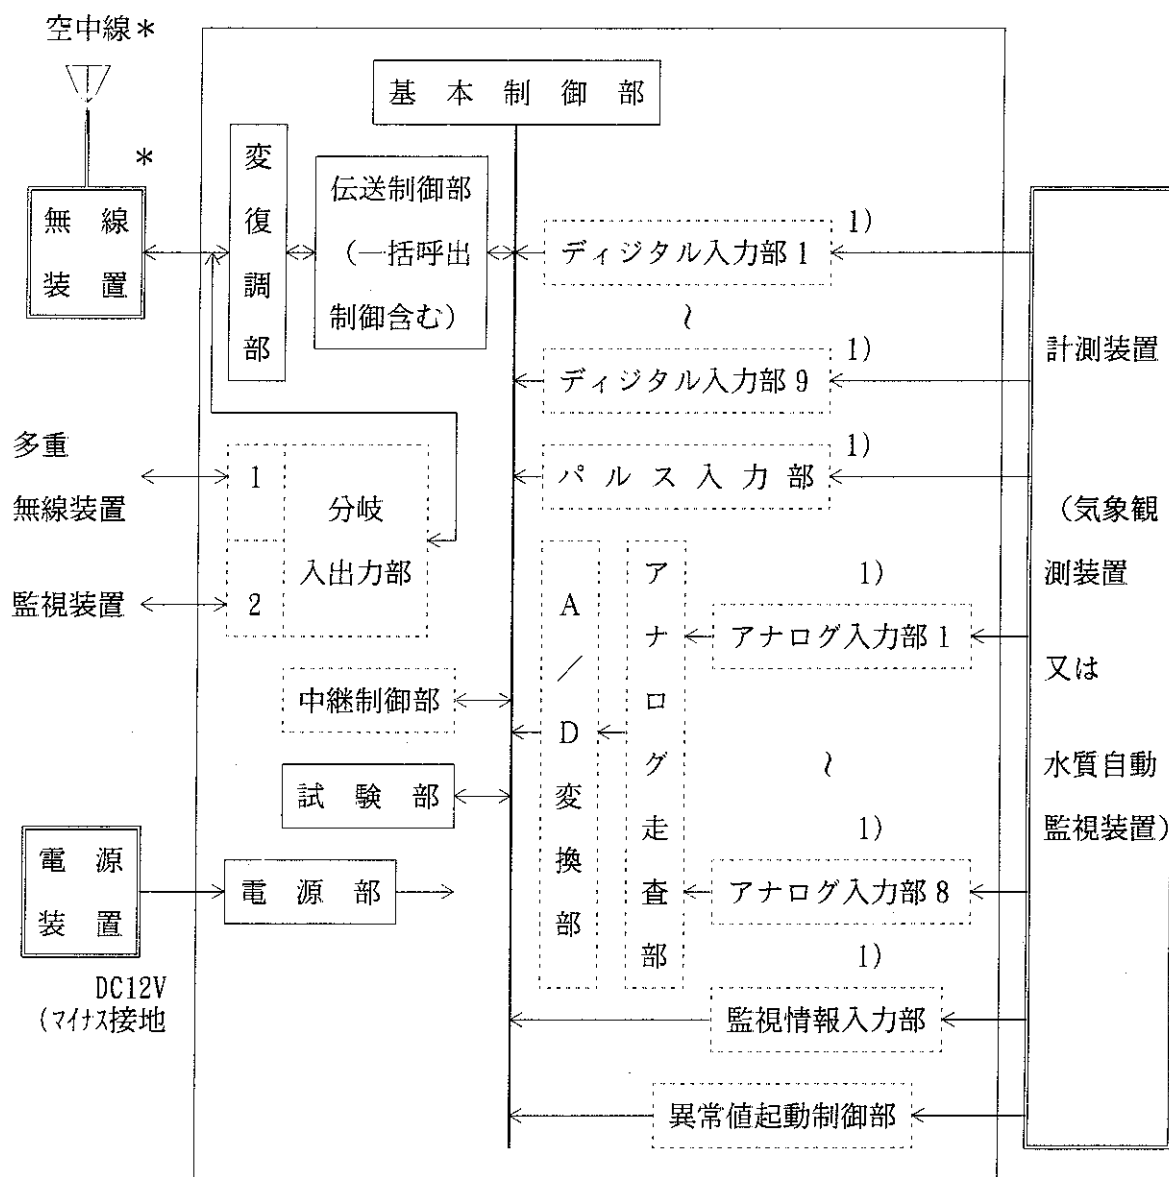 空中線*
基本制御部
*
無線
装置
変復調部
伝送制御部
(一括呼出
制御含む)
1)
ディジタル入力部1
~
1)
ディジタル入力部9
1)
パルス入力部
計測装置
(気象観
測装置
又は
水質自動
監視装置)
多重
無線装置
監視装置
1
2
分岐
入出力部
A/D変換部
アナログ走査部
1)
アナログ入力部1
~
1)
アナログ入力部8
中継制御部
試験部
電源
装置
電源部
DC12V
(マイナス接地
1)
監視情報入力部
異常値起動制御部